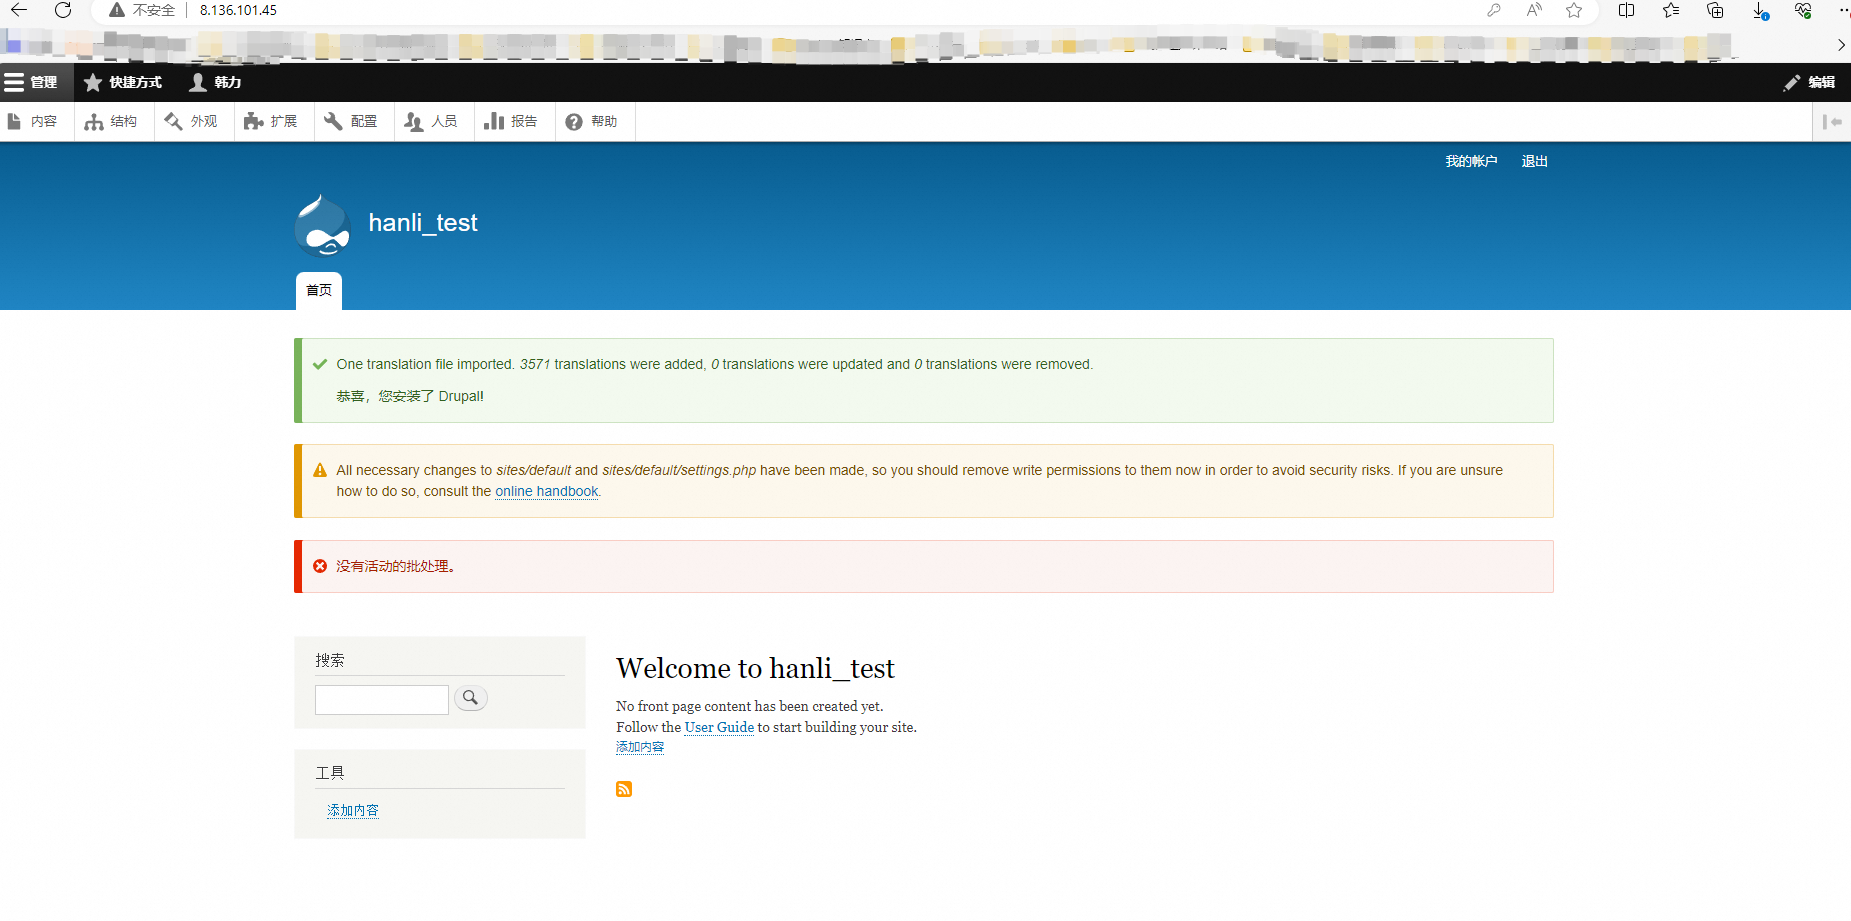 不安全 8.136.101.45
管理 快捷方式 韩力 编辑
内容 结构 外观 扩展 配置 人员 报告 帮助
我的帐户 退出
hanli_test
首页
One translation file imported. 3571 translations were added, 0 translations were updated and 0 translations were removed.
恭喜，您安装了 Drupal!
All necessary changes to sites/default and sites/default/settings.php have been made, so you should remove write permissions to them now in order to avoid security risks. If you are unsure
how to do so, consult the online handbook.
没有活动的批处理。
搜索
工具
添加内容
Welcome to hanli_test
No front page content has been created yet.
Follow the User Guide to start building your site.
添加内容